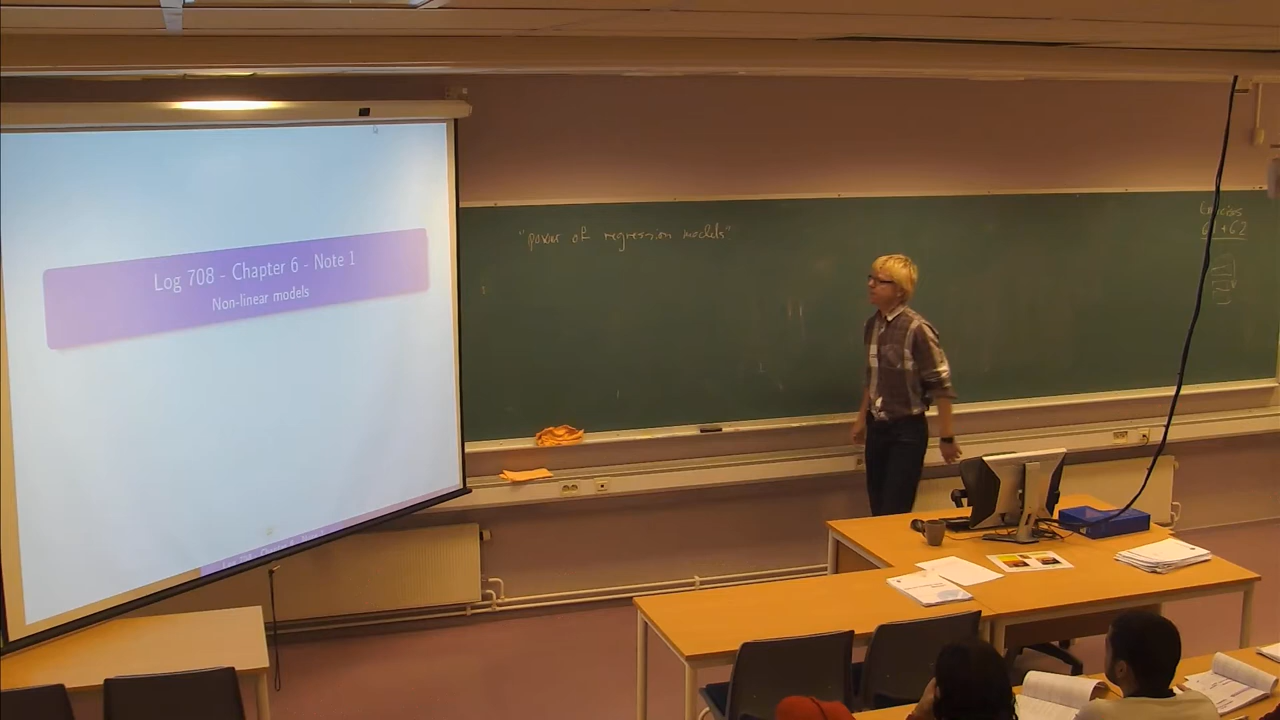 Log 708 - Chapter 6 - Note 1
Non-linear models
"power of regression models"
Exercises
6.1 + 6.2